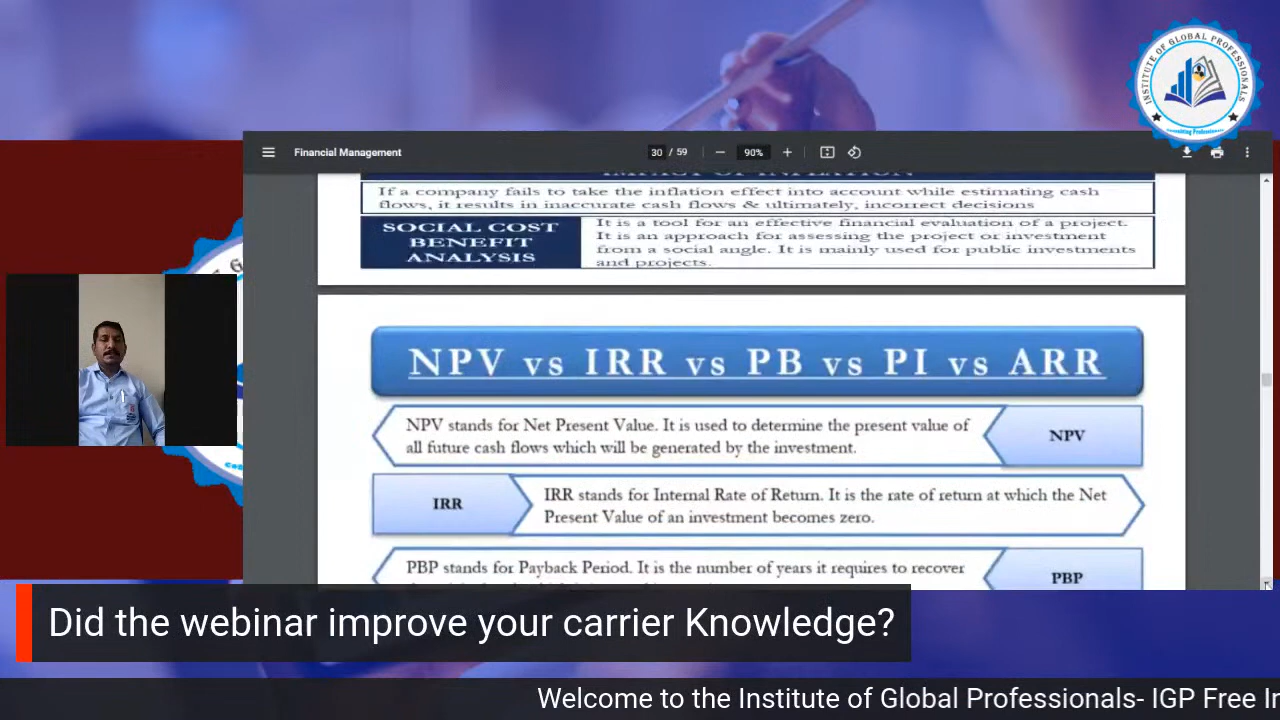 INSTITUTE OF GLOBAL PROFESSIONALS
Financial Management
30 / 59
90%
IMPACT OF INFLATION
If a company fails to take the inflation effect into account while estimating cash
flows, it results in inaccurate cash flows & ultimately, incorrect decisions
SOCIAL COST
BENEFIT
ANALYSIS
It is a tool for an effective financial evaluation of a project.
It is an approach for assessing the project or investment
from a social angle. It is mainly used for public investments
and projects.
NPV vs IRR vs PB vs PI vs ARR
NPV stands for Net Present Value. It is used to determine the present value of
all future cash flows which will be generated by the investment.
NPV
IRR
IRR stands for Internal Rate of Return. It is the rate of return at which the Net
Present Value of an investment becomes zero.
PBP stands for Payback Period. It is the number of years it requires to recover
PBP
Did the webinar improve your carrier Knowledge?
Welcome to the Institute of Global Professionals- IGP Free